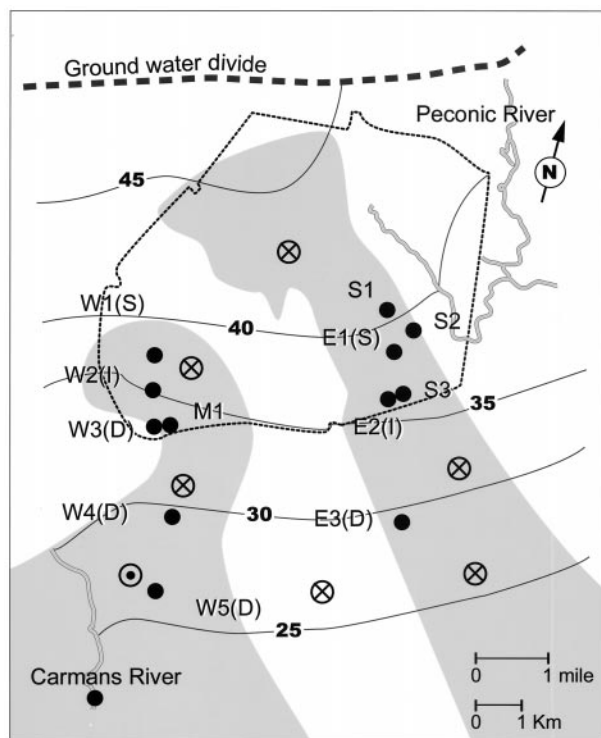 Ground water divide
Peconic River
N
45
S1
W1(S)
40
E1(S)
S2
W2(I)
M1
S3
35
W3(D)
E2(I)
W4(D)
30
E3(D)
W5(D)
25
Carmans River
0 1 mile
0 1 Km